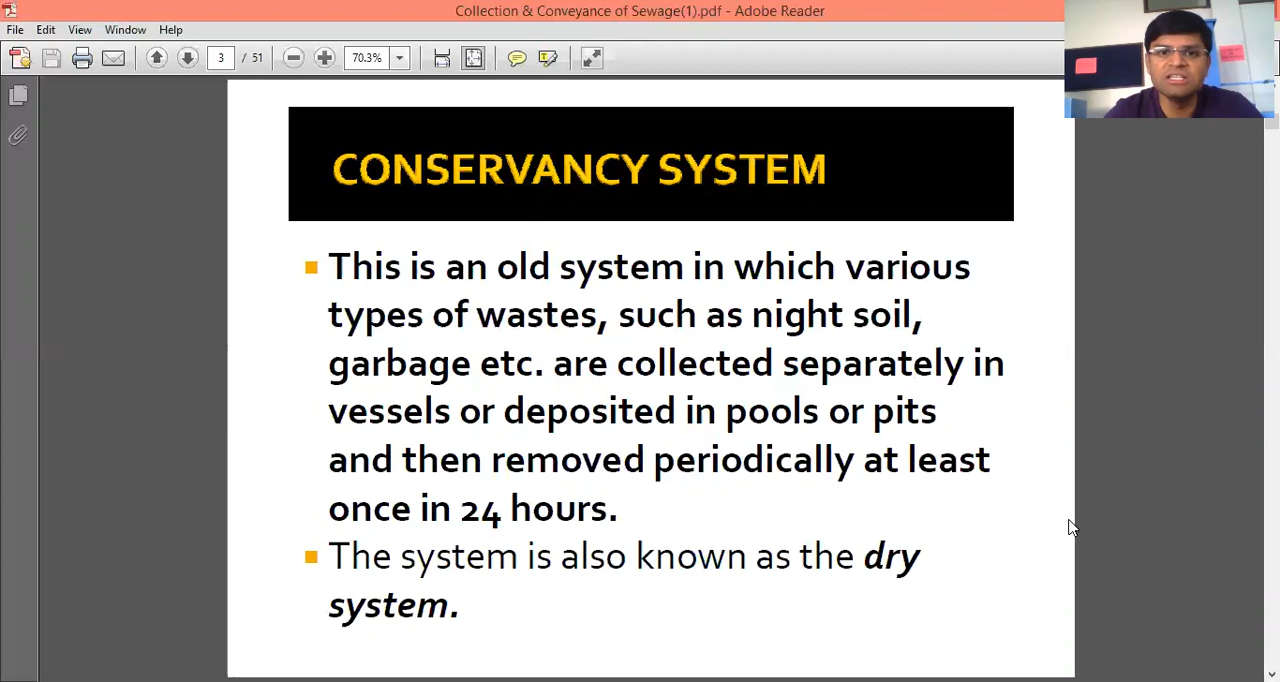 Collection & Conveyance of Sewage(1).pdf - Adobe Reader
File Edit View Window Help
3 / 51 70.3%
CONSERVANCY SYSTEM
This is an old system in which various
types of wastes, such as night soil,
garbage etc. are collected separately in
vessels or deposited in pools or pits
and then removed periodically at least
once in 24 hours.
The system is also known as the dry
system.